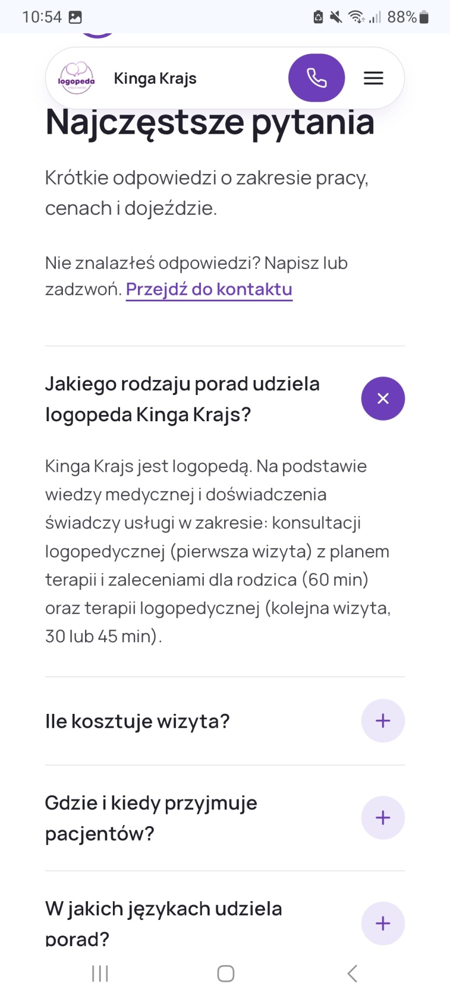 10:54
88%
logopeda
Kinga Krajs
Najczęstsze pytania
Krótkie odpowiedzi o zakresie pracy,
cenach i dojeździe.
Nie znalazłeś odpowiedzi? Napisz lub
zadzwoń. Przejdź do kontaktu
Jakiego rodzaju porad udziela
logopeda Kinga Krajs?
Kinga Krajs jest logopedą. Na podstawie
wiedzy medycznej i doświadczenia
świadczy usługi w zakresie: konsultacji
logopedycznej (pierwsza wizyta) z planem
terapii i zaleceniami dla rodzica (60 min)
oraz terapii logopedycznej (kolejna wizyta,
30 lub 45 min).
Ile kosztuje wizyta?
Gdzie i kiedy przyjmuje
pacjentów?
W jakich językach udziela
porad?